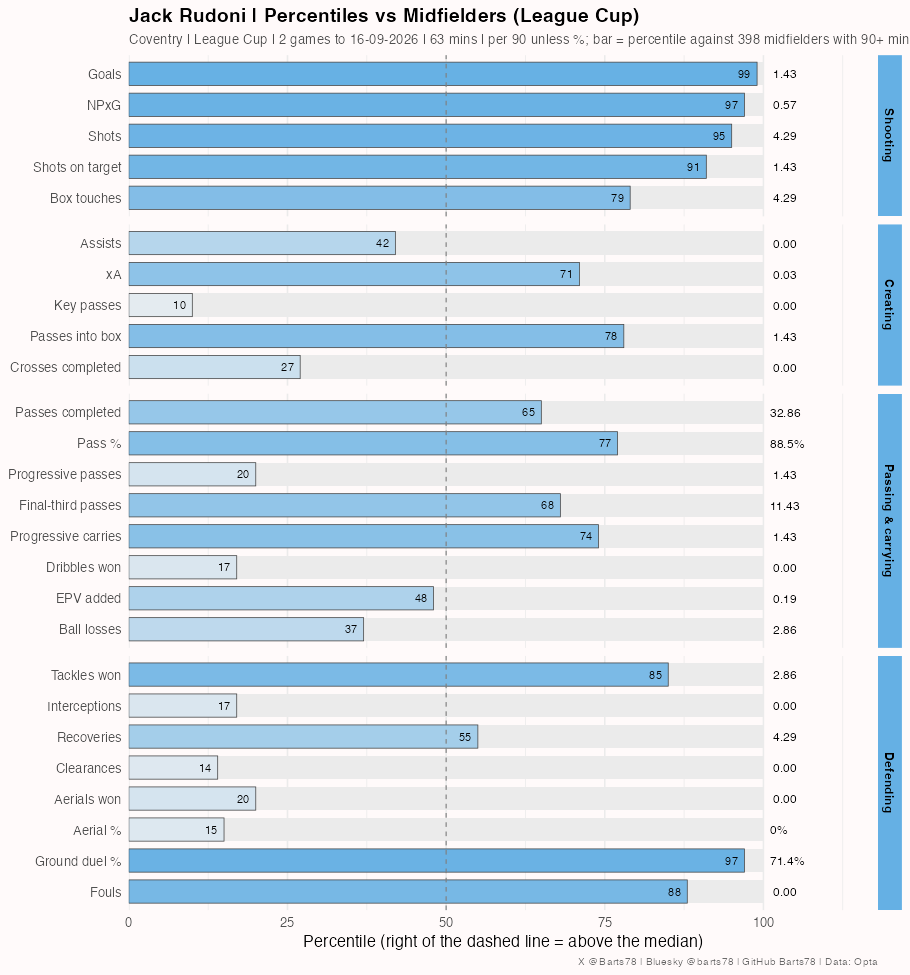 Jack Rudoni | Percentiles vs Midfielders (League Cup)
Coventry | League Cup | 2 games to 16-09-2026 | 63 mins | per 90 unless %; bar = percentile against 398 midfielders with 90+ min
Goals 99 1.43
NPxG 97 0.57
Shots 95 4.29
Shots on target 91 1.43
Box touches 79 4.29
Shooting
Assists 42 0.00
xA 71 0.03
Key passes 10 0.00
Passes into box 78 1.43
Crosses completed 27 0.00
Creating
Passes completed 65 32.86
Pass % 77 88.5%
Progressive passes 20 1.43
Final-third passes 68 11.43
Progressive carries 74 1.43
Dribbles won 17 0.00
EPV added 48 0.19
Ball losses 37 2.86
Passing & carrying
Tackles won 85 2.86
Interceptions 17 0.00
Recoveries 55 4.29
Clearances 14 0.00
Aerials won 20 0.00
Aerial % 15 0%
Ground duel % 97 71.4%
Fouls 88 0.00
Defending
0 25 50 75 100
Percentile (right of the dashed line = above the median)
X @Barts78 | Bluesky @barts78 | GitHub Barts78 | Data: Opta